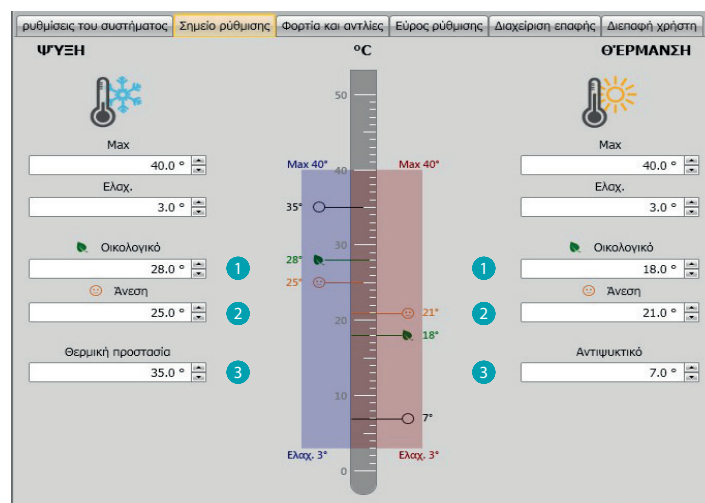 ρυθμίσεις του συστήματος Σημείο ρύθμισης Φορτία και αντλίες Εύρος ρύθμισης Διαχείριση επαφής Διεπαφή χρήστη
ΨΎΞΗ
°C
ΘΈΡΜΑΝΣΗ
50
Max
Max
40.0 °
Max 40°
40
Max 40°
40.0 °
Ελαχ.
Ελαχ.
3.0 °
35°
3.0 °
30
Οικολογικό
28°
Οικολογικό
28.0 °
1
25°
1
18.0 °
Άνεση
Άνεση
25.0 °
2
20
21°
2
21.0 °
18°
Θερμική προστασία
Αντιψυκτικό
35.0 °
3
3
7.0 °
10
7°
Ελαχ. 3°
Ελαχ. 3°
0